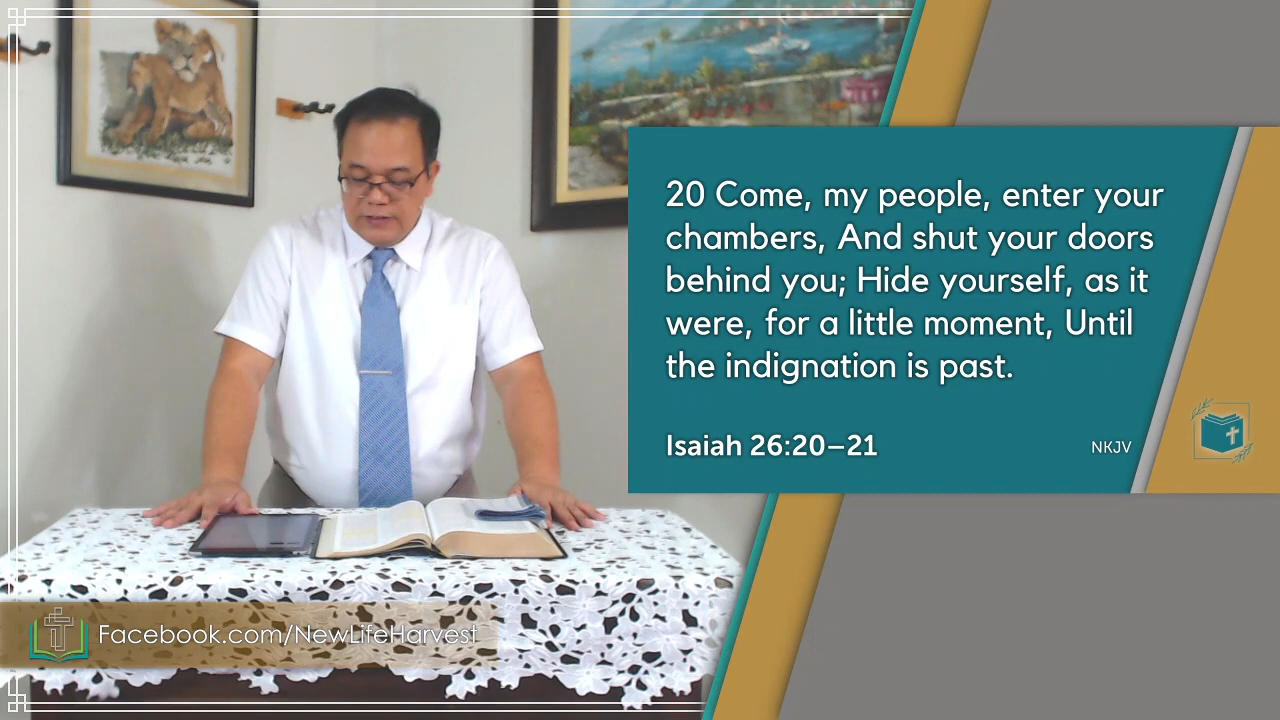 20 Come, my people, enter your
chambers, And shut your doors
behind you; Hide yourself, as it
were, for a little moment, Until
the indignation is past.
Isaiah 26:20–21
NKJV
Facebook.com/NewLifeHarvest